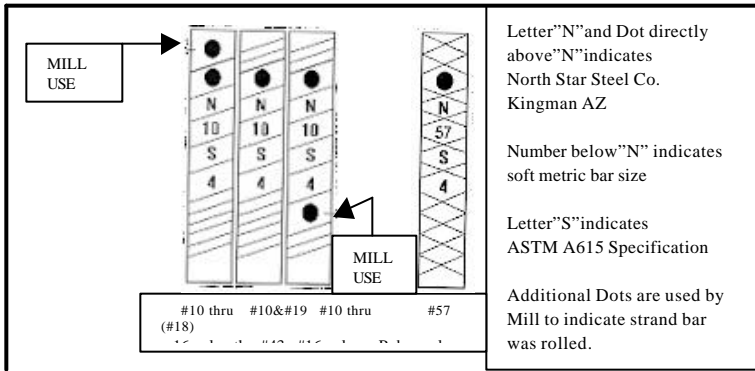 MILL
USE
N N N N
10 10 10 57
S S S S
4 4 4 4
MILL
USE
#10 thru #10&#19 #10 thru #57
(#18)
Letter"N"and Dot directly
above"N"indicates
North Star Steel Co.
Kingman AZ
Number below"N" indicates
soft metric bar size
Letter"S"indicates
ASTM A615 Specification
Additional Dots are used by
Mill to indicate strand bar
was rolled.